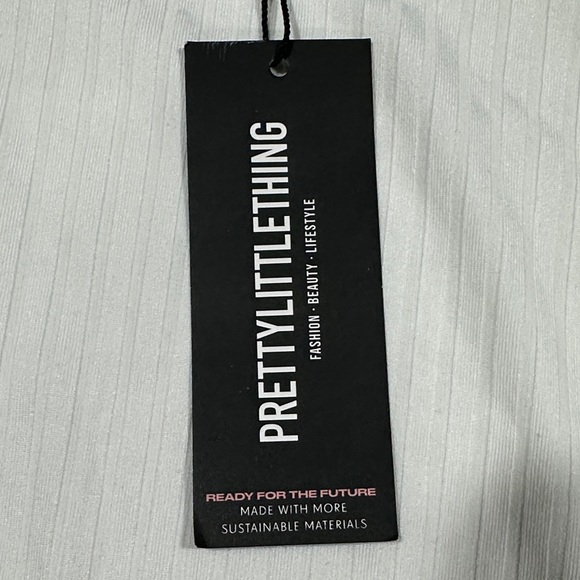 PRETTYLITTLETHING
FASHION · BEAUTY · LIFESTYLE
READY FOR THE FUTURE
MADE WITH MORE
SUSTAINABLE MATERIALS